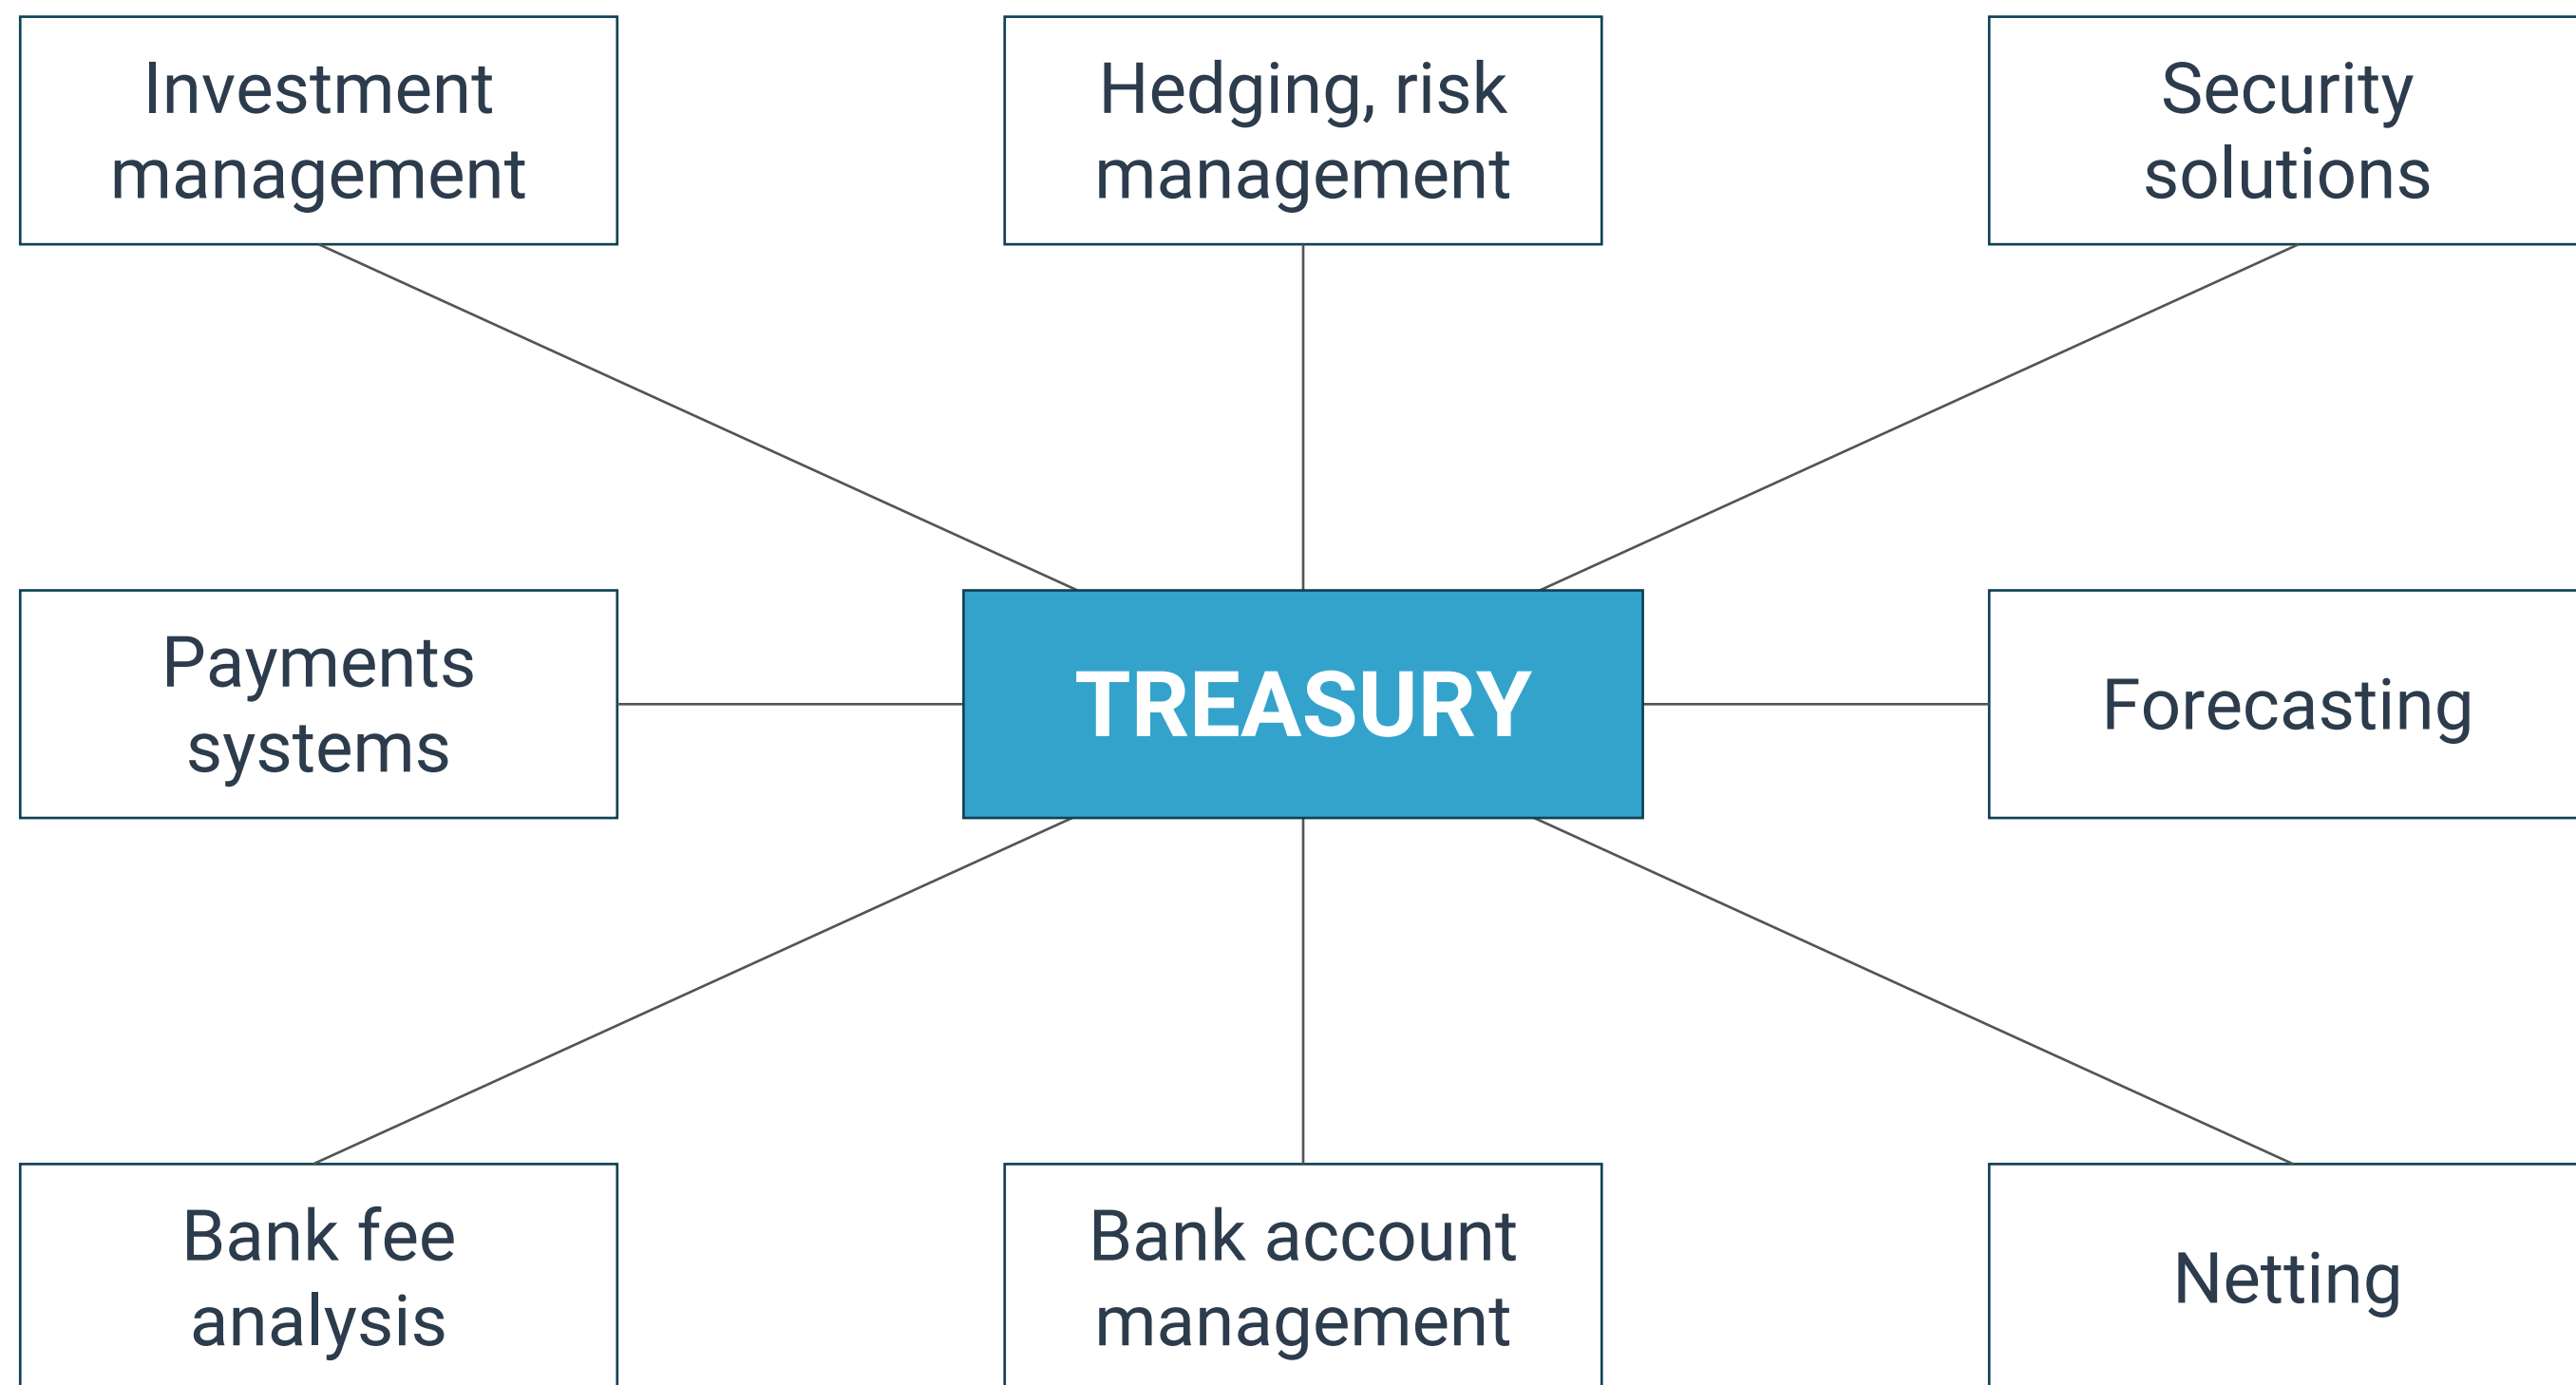 Investment
management
Hedging, risk
management
Security
solutions
Payments
systems
TREASURY
Forecasting
Bank fee
analysis
Bank account
management
Netting